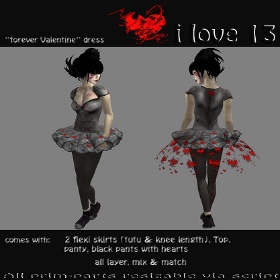 i love 13
"forever Valentine" dress
comes with: 2 flexi skirts (tutu & knee length), Top,
panty, black pants with hearts
all layer, mix & match
All prim-parts resizable via script